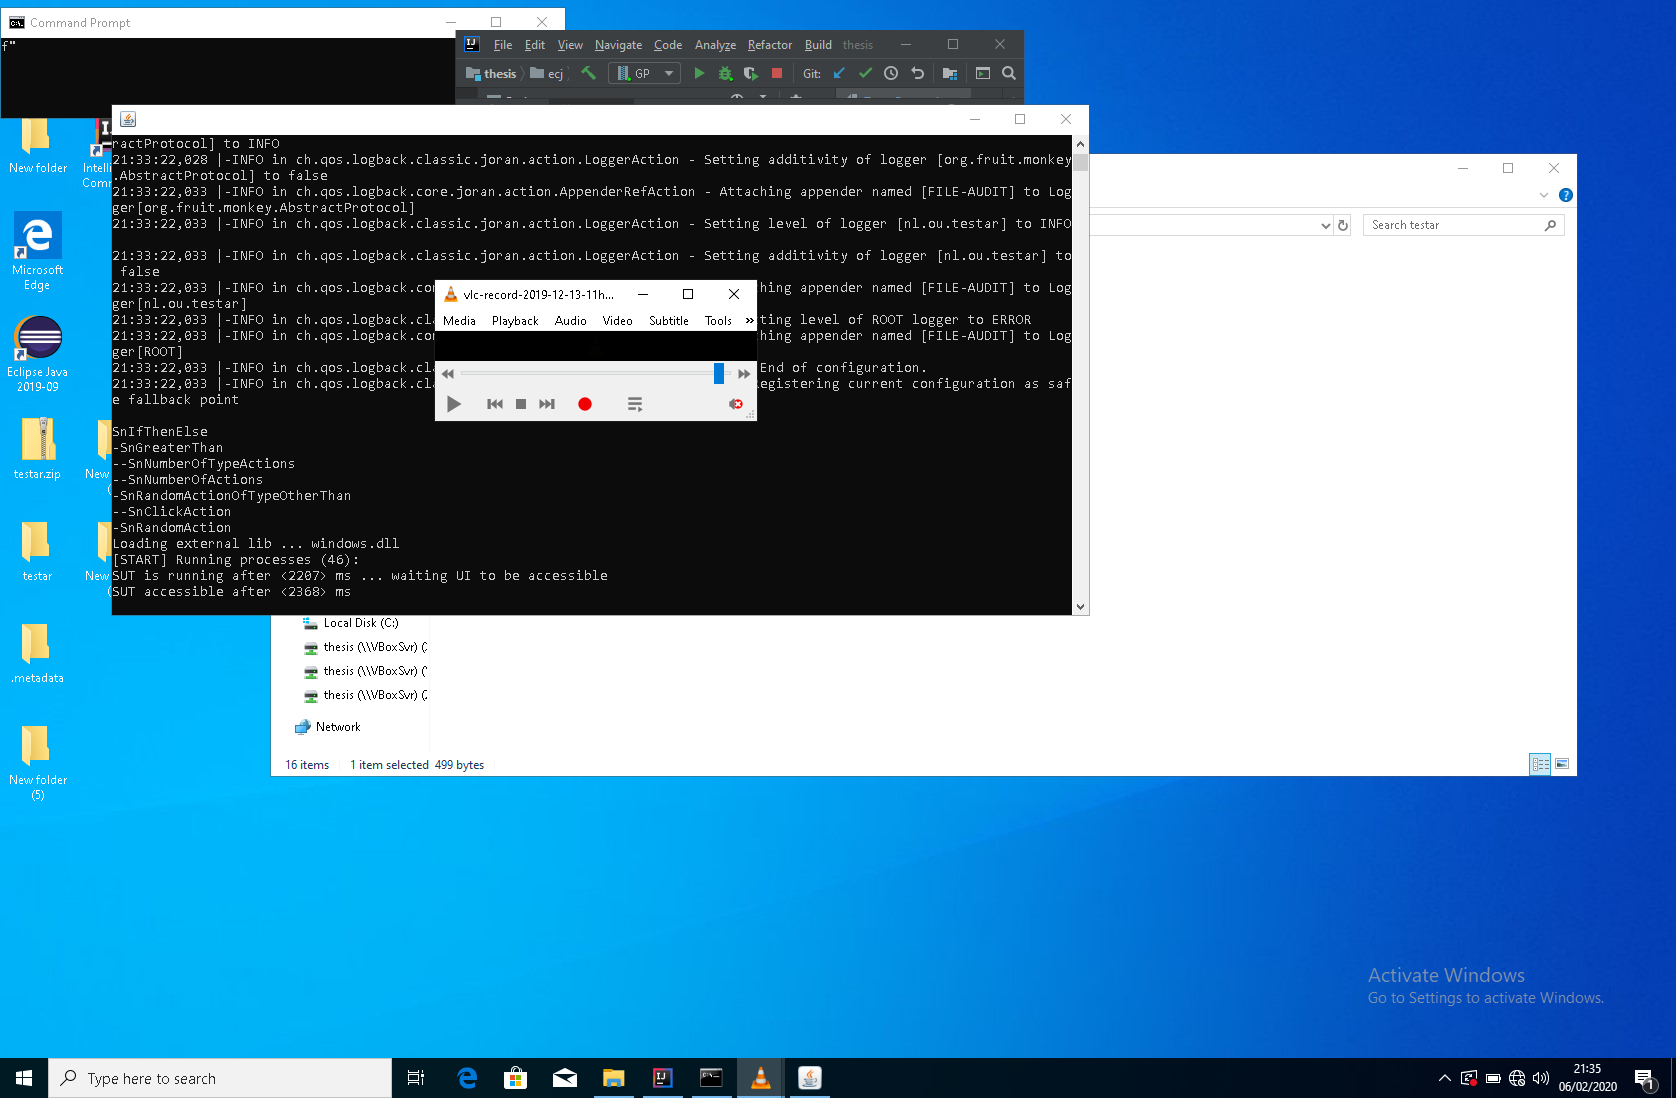 Command Prompt
f"
File Edit View Navigate Code Analyze Refactor Build thesis
thesis ecj GP Git:
ractProtocol] to INFO
21:33:22,028 |-INFO in ch.qos.logback.classic.joran.action.LoggerAction - Setting additivity of logger [org.fruit.monkey
.AbstractProtocol] to false
21:33:22,033 |-INFO in ch.qos.logback.core.joran.action.AppenderRefAction - Attaching appender named [FILE-AUDIT] to Log
ger[org.fruit.monkey.AbstractProtocol]
21:33:22,033 |-INFO in ch.qos.logback.classic.joran.action.LoggerAction - Setting level of logger [nl.ou.testar] to INFO
21:33:22,033 |-INFO in ch.qos.logback.classic.joran.action.LoggerAction - Setting additivity of logger [nl.ou.testar] to
false
21:33:22,033 |-INFO in ch.qos.logback.co hing appender named [FILE-AUDIT] to Log
ger[nl.ou.testar]
21:33:22,033 |-INFO in ch.qos.logback.cl ting level of ROOT logger to ERROR
21:33:22,033 |-INFO in ch.qos.logback.co hing appender named [FILE-AUDIT] to Log
ger[ROOT]
21:33:22,033 |-INFO in ch.qos.logback.cl End of configuration.
21:33:22,033 |-INFO in ch.qos.logback.cl egistering current configuration as saf
e fallback point
SnIfThenElse
-SnGreaterThan
--SnNumberOfTypeActions
--SnNumberOfActions
-SnRandomActionOfTypeOtherThan
--SnClickAction
-SnRandomAction
Loading external lib ... windows.dll
[START] Running processes (46):
SUT is running after <2207> ms ... waiting UI to be accessible
SUT accessible after <2368> ms
vlc-record-2019-12-13-11h...
Media Playback Audio Video Subtitle Tools »
Search testar
Local Disk (C:)
thesis (\\VBoxSvr) (
thesis (\\VBoxSvr) (
thesis (\\VBoxSvr) (
Network
16 items 1 item selected 499 bytes
New folder
Intelli
Comm
Microsoft
Edge
Eclipse Java
2019-09
testar.zip
New
(
testar
New
(
.metadata
New folder
(5)
Activate Windows
Go to Settings to activate Windows.
Type here to search
21:35
06/02/2020
1